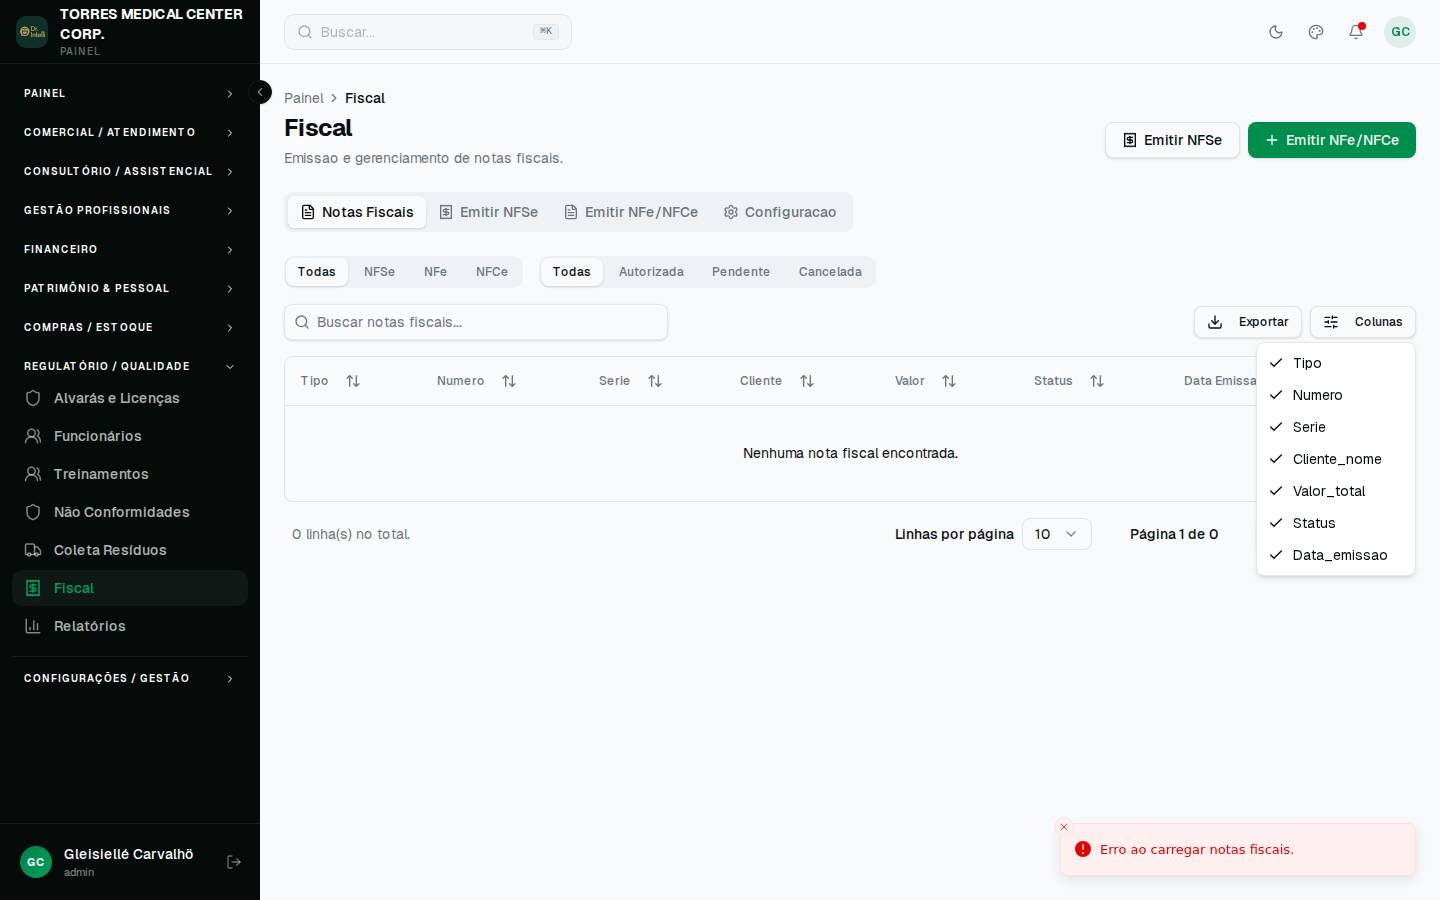 TORRES MEDICAL CENTER
CORP.
PAINEL
PAINEL
COMERCIAL / ATENDIMENTO
CONSULTÓRIO / ASSISTENCIAL
GESTÃO PROFISSIONAIS
FINANCEIRO
PATRIMÔNIO & PESSOAL
COMPRAS / ESTOQUE
REGULATÓRIO / QUALIDADE
Alvarás e Licenças
Funcionários
Treinamentos
Não Conformidades
Coleta Resíduos
Fiscal
Relatórios
CONFIGURAÇÕES / GESTÃO
GC
Gleisiellé Carvalhö
admin
Buscar...
⌘K
GC
Painel Fiscal
Fiscal
Emissao e gerenciamento de notas fiscais.
Emitir NFSe
Emitir NFe/NFCe
Notas Fiscais Emitir NFSe Emitir NFe/NFCe Configuracao
Todas NFSe NFe NFCe Todas Autorizada Pendente Cancelada
Buscar notas fiscais...
Exportar
Colunas
Tipo Numero Serie Cliente Valor Status Data Emissa
Nenhuma nota fiscal encontrada.
Tipo
Numero
Serie
Cliente_nome
Valor_total
Status
Data_emissao
0 linha(s) no total.
Linhas por página 10
Página 1 de 0
Erro ao carregar notas fiscais.